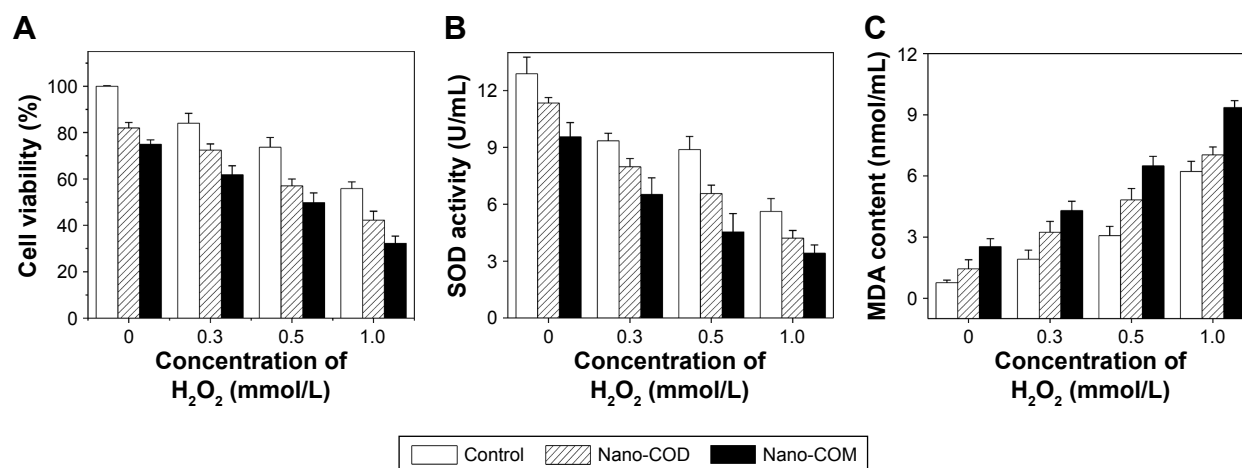 A
Cell viability (%)
100
80
60
40
20
0
0 0.3 0.5 1.0
Concentration of
H₂O₂ (mmol/L)
B
SOD activity (U/mL)
12
9
6
3
0
0 0.3 0.5 1.0
Concentration of
H₂O₂ (mmol/L)
C
MDA content (nmol/mL)
12
9
6
3
0
0 0.3 0.5 1.0
Concentration of
H₂O₂ (mmol/L)
Control Nano-COD Nano-COM